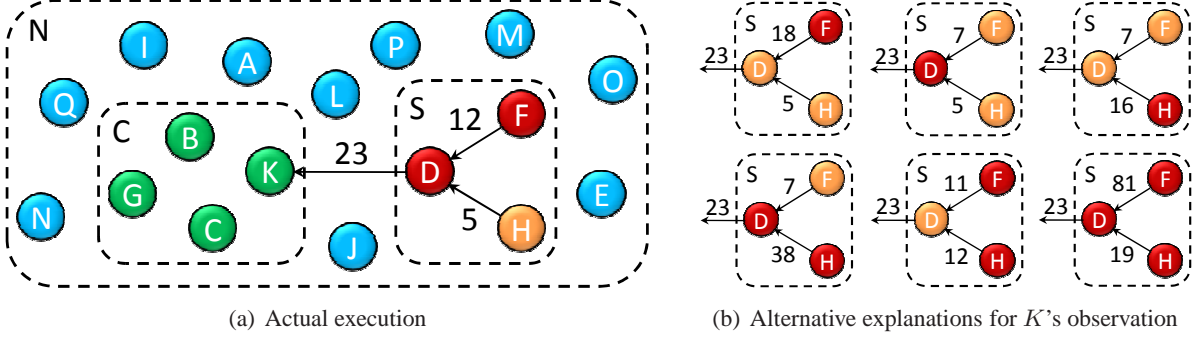 N
I
A
P
M
Q
L
O
C
B
S
F
12
K
23
D
G
5
E
N
C
J
H
(a) Actual execution
S
18
F
23
D
5
H
S
7
F
23
D
5
H
S
7
F
23
D
16
H
S
7
F
23
D
38
H
S
11
F
23
D
12
H
S
81
F
23
D
19
H
(b) Alternative explanations for K's observation